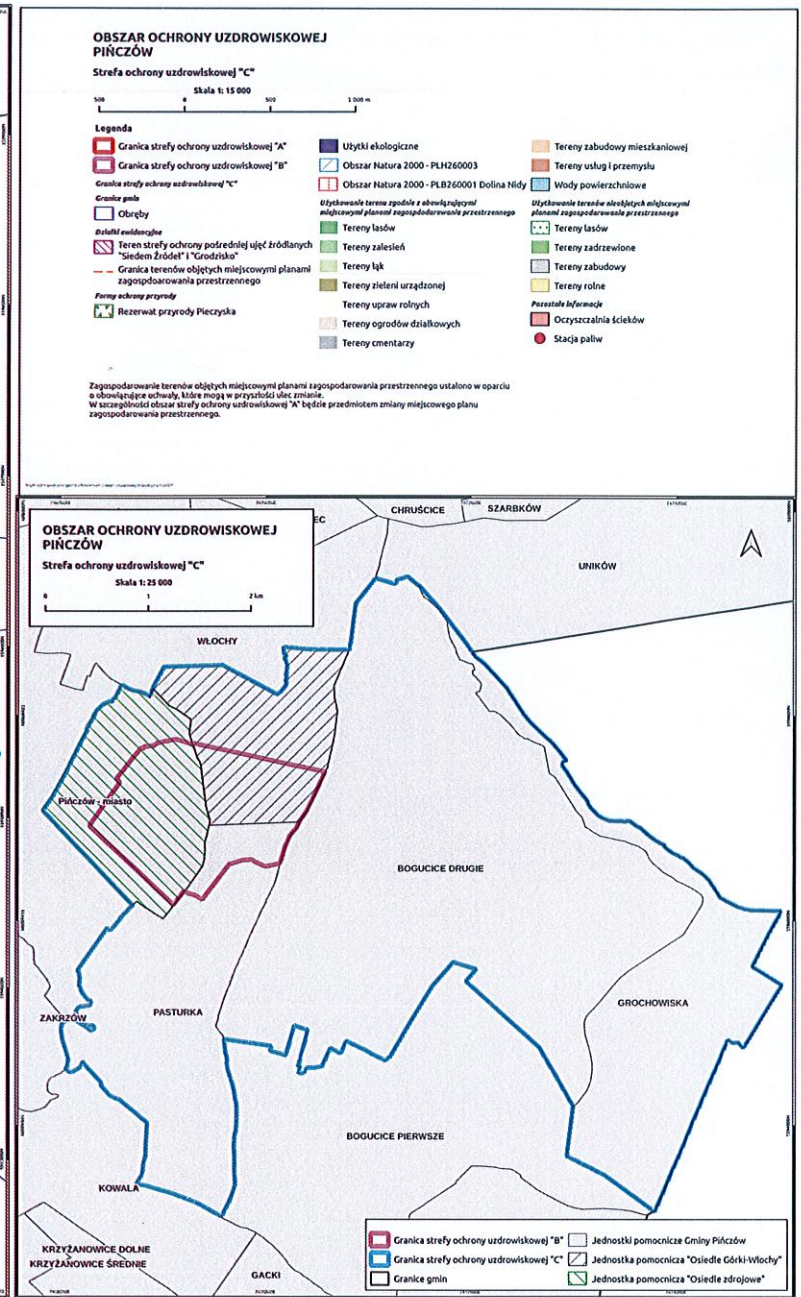 OBSZAR OCHRONY UZDROWISKOWEJ
PIŃCZÓW
Strefa ochrony uzdrowiskowej "C"
Skala 1: 15 000
500 0 500 1 000 m
Legenda
Granica strefy ochrony uzdrowiskowej "A"
Granica strefy ochrony uzdrowiskowej "B"
Granica strefy ochrony uzdrowiskowej "C"
Granice gmin
Obręby
Działki ewidencyjne
Teren strefy ochrony pośredniej ujęć źródlanych
"Siedem Źródeł" i "Grodzisko"
Granica terenów objętych miejscowymi planami
zagospdoarowania przestrzennego
Formy ochrony przyrody
Rezerwat przyrody Pieczyska
Użytki ekologiczne
Obszar Natura 2000 - PLH260003
Obszar Natura 2000 - PLB260001 Dolina Nidy
Użytkowanie terenu zgodnie z obowiązującymi
miejscowymi planami zagospodarowania przestrzennego
Tereny lasów
Tereny zalesień
Tereny łąk
Tereny zieleni urządzonej
Tereny upraw rolnych
Tereny ogrodów działkowych
Tereny cmentarzy
Tereny zabudowy mieszkaniowej
Tereny usług i przemysłu
Wody powierzchniowe
Użytkowanie terenów nieobjętych miejscowymi
planami zagospodarowania przestrzennego
Tereny lasów
Tereny zadrzewione
Tereny zabudowy
Tereny rolne
Pozostałe informacje
Oczyszczalnia ścieków
Stacja paliw
Zagospodarowanie terenów objętych miejscowymi planami zagospodarowania przestrzennego ustalono w oparciu
o obowiązujące uchwały, które mogą w przyszłości ulec zmianie.
W szczególności obszar strefy ochrony uzdrowiskowej "A" będzie przedmiotem zmiany miejscowego planu
zagospodarowania przestrzennego.
OBSZAR OCHRONY UZDROWISKOWEJ
PIŃCZÓW
Strefa ochrony uzdrowiskowej "C"
Skala 1: 25 000
0 1 2 km
EC
CHRUŚCICE
SZARBKÓW
UNIKÓW
WŁOCHY
Pińczów - miasto
BOGUCICE DRUGIE
ZAKRZÓW
PASTURKA
GROCHOWISKA
BOGUCICE PIERWSZE
KOWALA
KRZYŻANOWICE DOLNE
KRZYŻANOWICE ŚREDNIE
GACKI
Granica strefy ochrony uzdrowiskowej "B"
Granica strefy ochrony uzdrowiskowej "C"
Granice gmin
Jednostki pomocnicze Gminy Pińczów
Jednostka pomocnicza "Osiedle Górki-Włochy"
Jednostka pomocnicza "Osiedle zdrojowe"